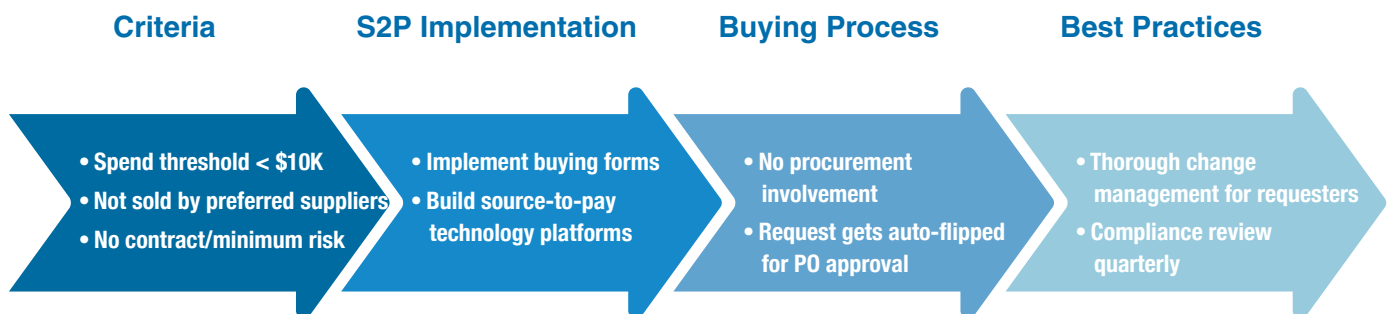 Criteria
S2P Implementation
Buying Process
Best Practices
• Spend threshold < $10K
• Not sold by preferred suppliers
• No contract/minimum risk
• Implement buying forms
• Build source-to-pay
technology platforms
• No procurement
involvement
• Request gets auto-flipped
for PO approval
• Thorough change
management for requesters
• Compliance review
quarterly